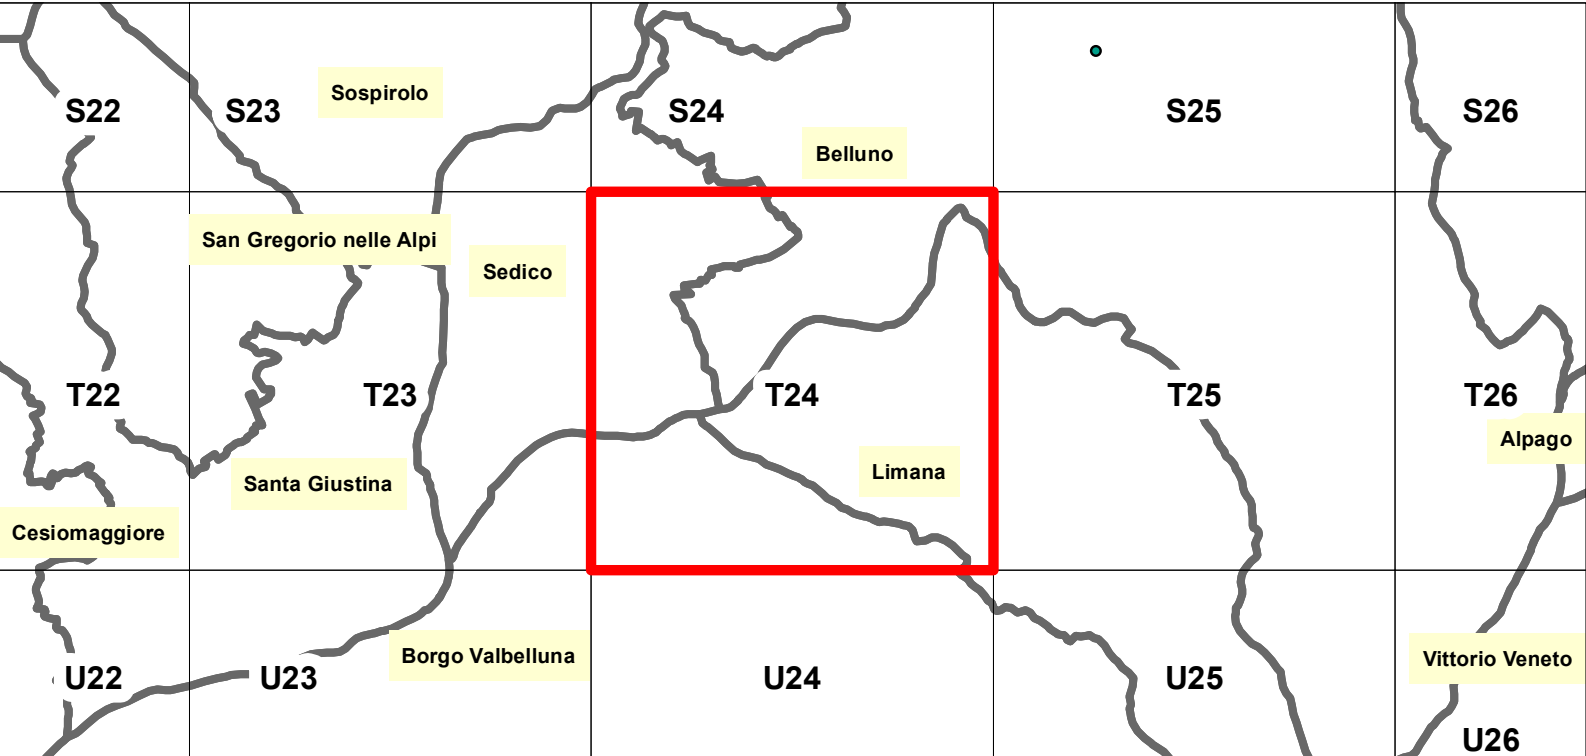 Sospirolo
S22
S23
S24
S25
S26
Belluno
San Gregorio nelle Alpi
Sedico
T22
T23
T24
T25
T26
Alpago
Limana
Santa Giustina
Cesiomaggiore
Borgo Valbelluna
Vittorio Veneto
U22
U23
U24
U25
U26